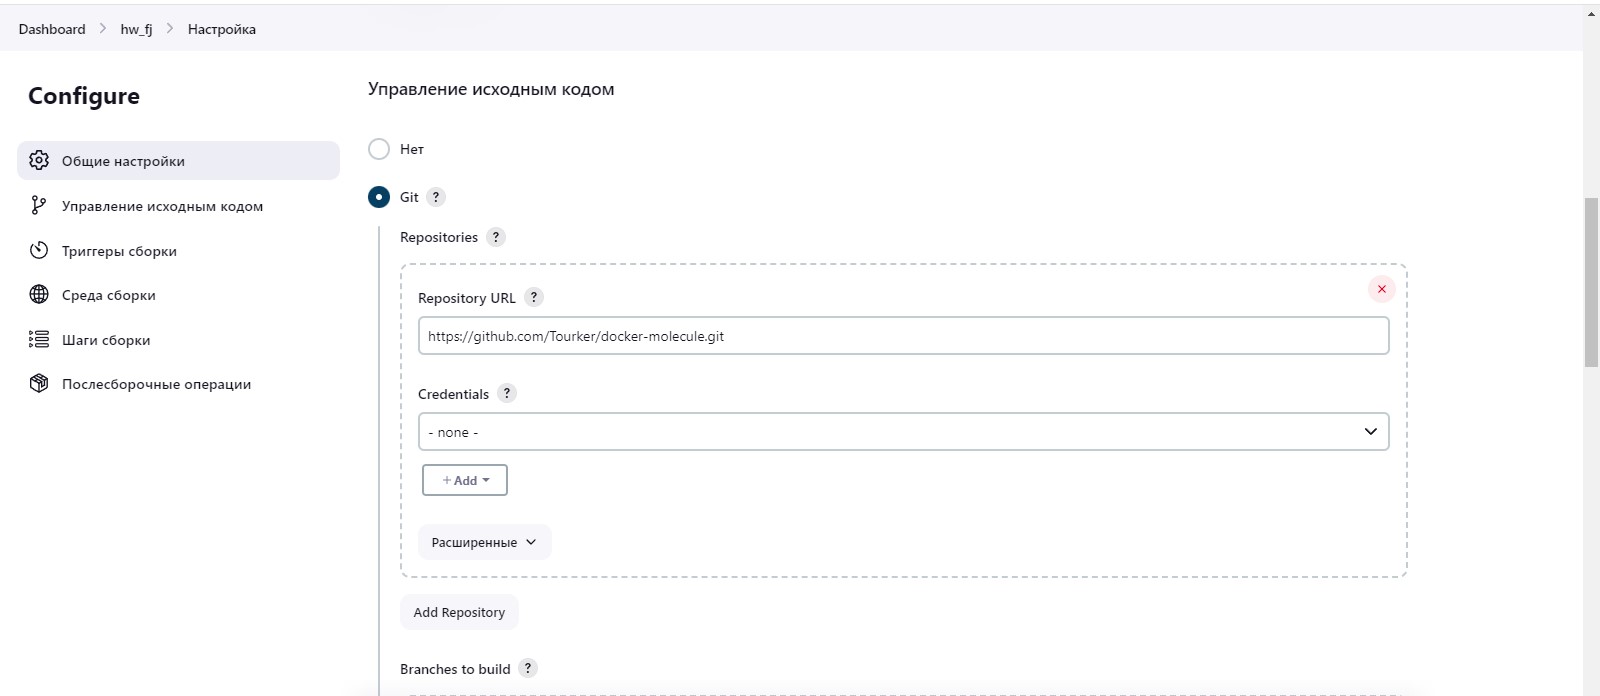 Dashboard > hw_fj > Настройка
Configure
Общие настройки
Управление исходным кодом
Триггеры сборки
Среда сборки
Шаги сборки
Послесборочные операции
Управление исходным кодом
Нет
Git ?
Repositories ?
Repository URL ?
https://github.com/Tourker/docker-molecule.git
Credentials ?
- none -
+ Add
Расширенные
Add Repository
Branches to build ?